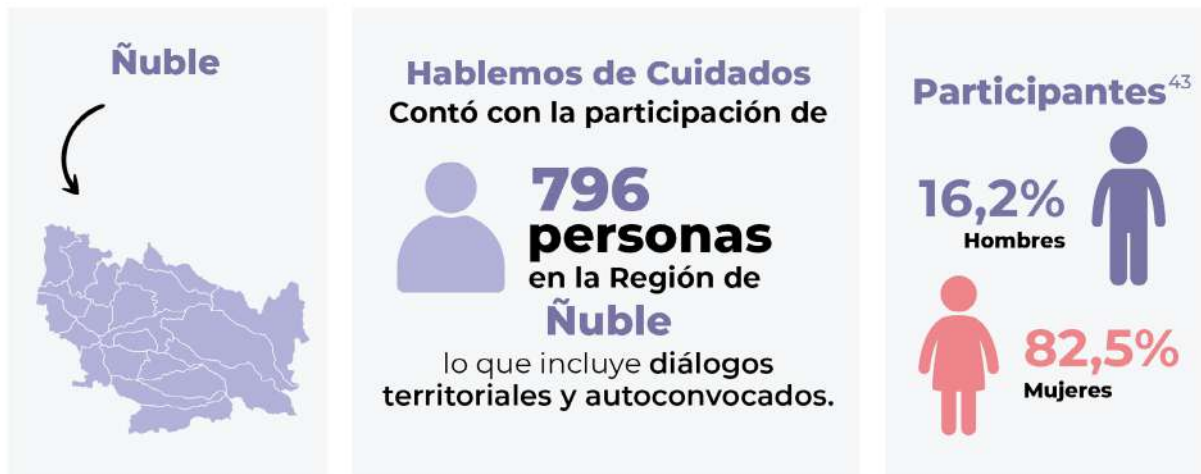 Ñuble
Hablemos de Cuidados
Contó con la participación de
796
personas
en la Región de
Ñuble
lo que incluye diálogos
territoriales y autoconvocados.
Participantes43
16,2%
Hombres
82,5%
Mujeres